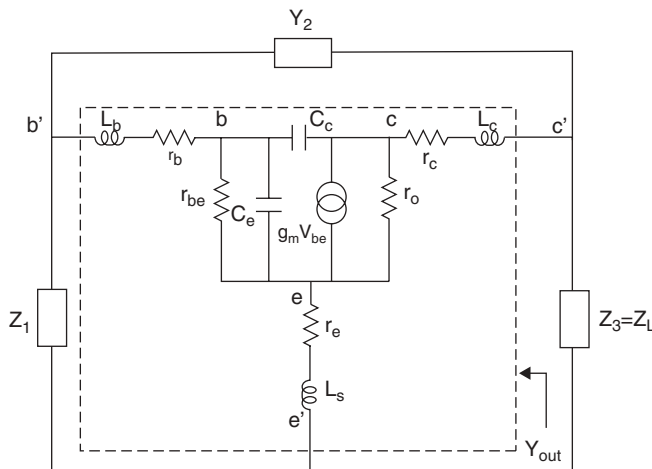 Y2
b' Lb b Cc c Lc c'
rb rc
rbe Ce gmVbe ro
e
Z1 re Z3=ZL
Ls
e'
Yout